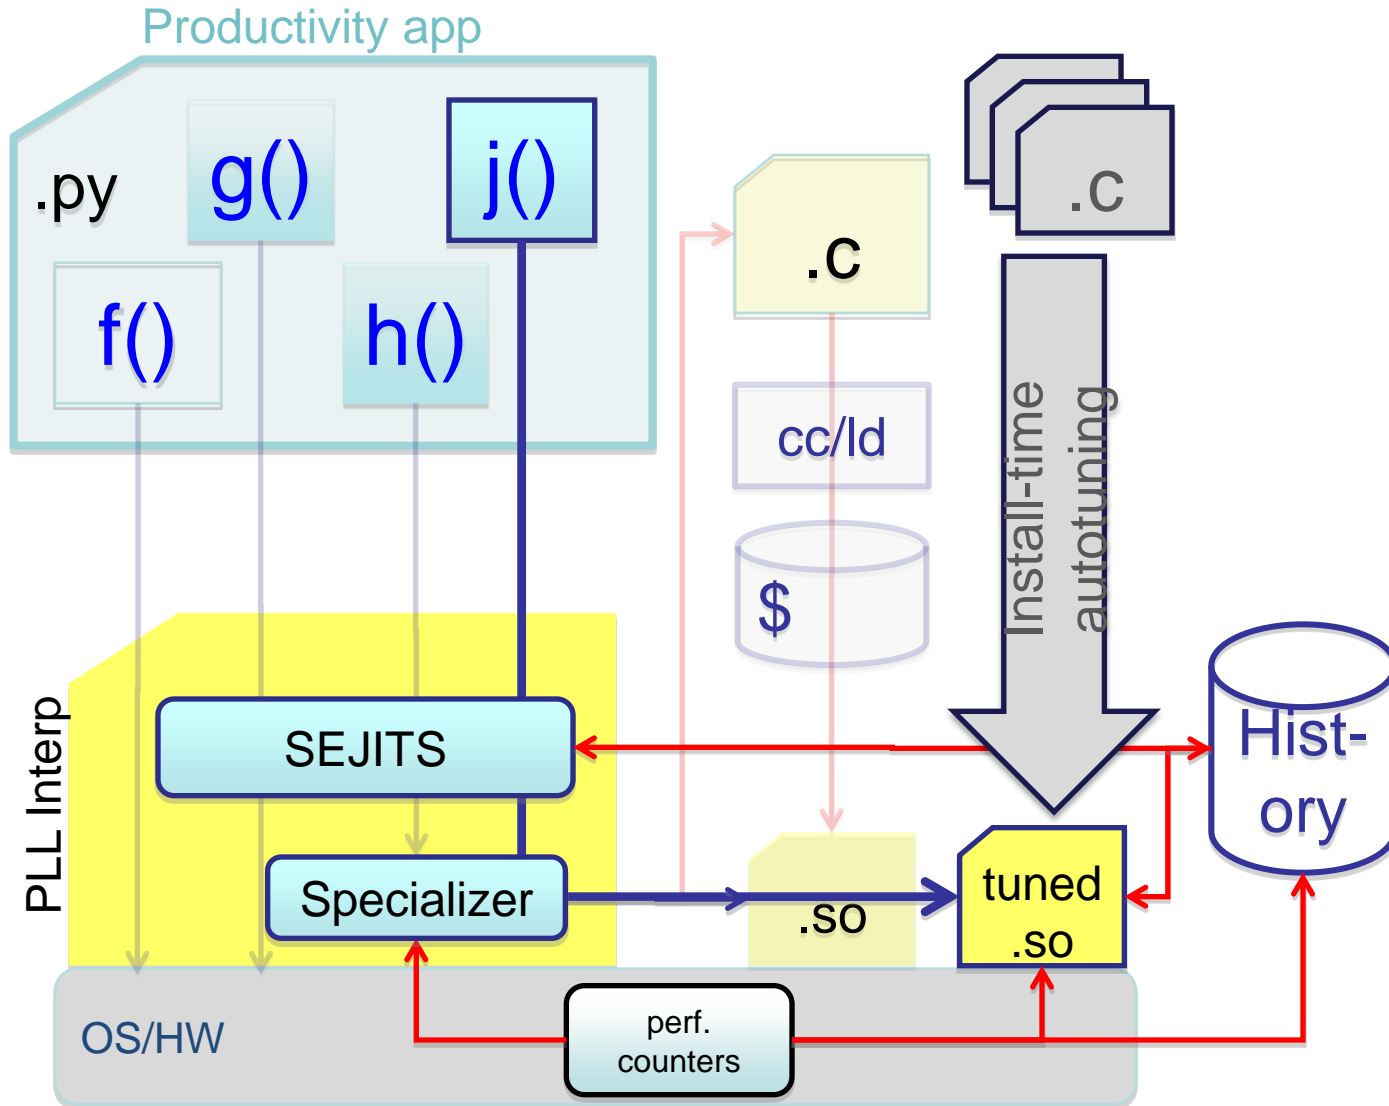 Productivity app
.py
g()
j()
f()
h()
.c
.c
cc/ld
$
Install-time
autotuning
PLL Interp
SEJITS
Specializer
.so
tuned
.so
Hist-
ory
OS/HW
perf.
counters